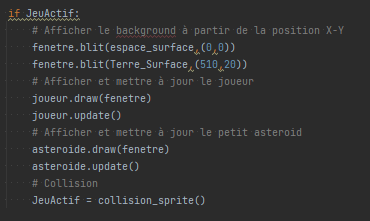 if JeuActif:
# Afficher le background à partir de la position X-Y
fenetre.blit(espace_surface,(0,0))
fenetre.blit(Terre_Surface,(510,20))
# Afficher et mettre à jour le joueur
joueur.draw(fenetre)
joueur.update()
# Afficher et mettre à jour le petit asteroid
asteroide.draw(fenetre)
asteroide.update()
# Collision
JeuActif = collision_sprite()